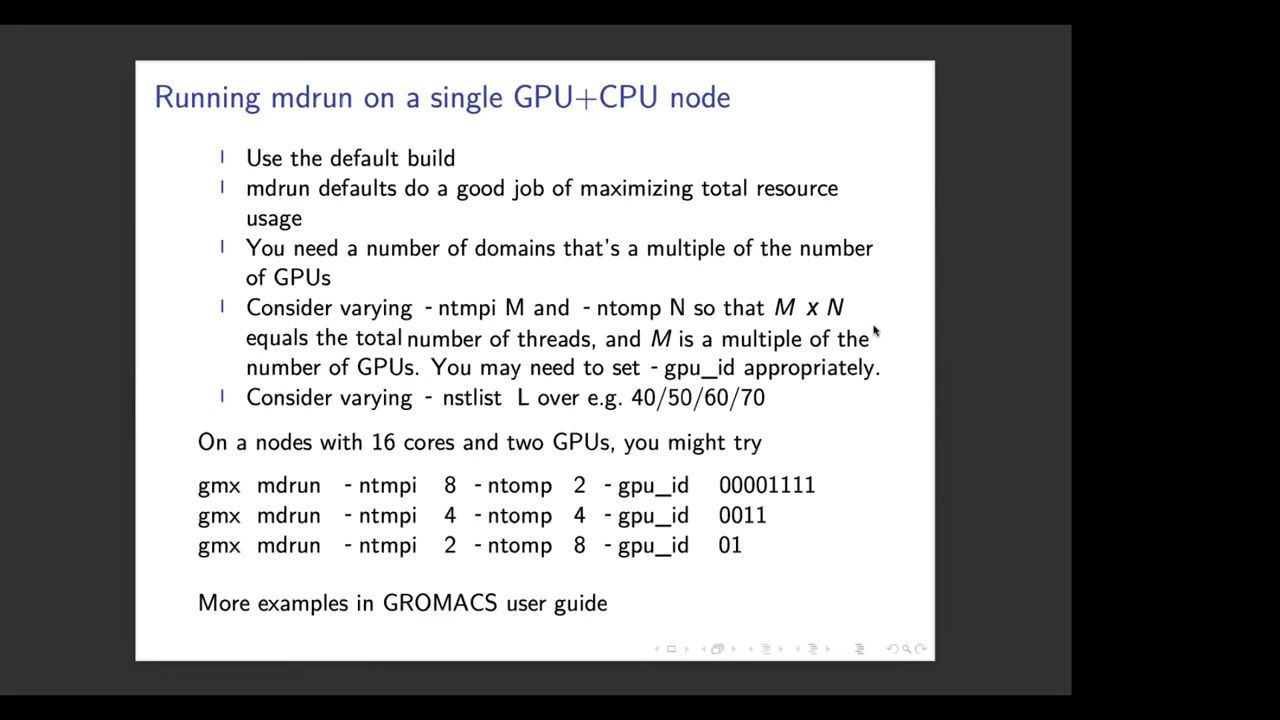 Running mdrun on a single GPU+CPU node
Use the default build
mdrun defaults do a good job of maximizing total resource
usage
You need a number of domains that's a multiple of the number
of GPUs
Consider varying -ntmpi M and -ntomp N so that M x N
equals the total number of threads, and M is a multiple of the
number of GPUs. You may need to set -gpu_id appropriately.
Consider varying -nstlist L over e.g. 40/50/60/70
On a nodes with 16 cores and two GPUs, you might try
gmx mdrun -ntmpi 8 -ntomp 2 -gpu_id 00001111
gmx mdrun -ntmpi 4 -ntomp 4 -gpu_id 0011
gmx mdrun -ntmpi 2 -ntomp 8 -gpu_id 01
More examples in GROMACS user guide